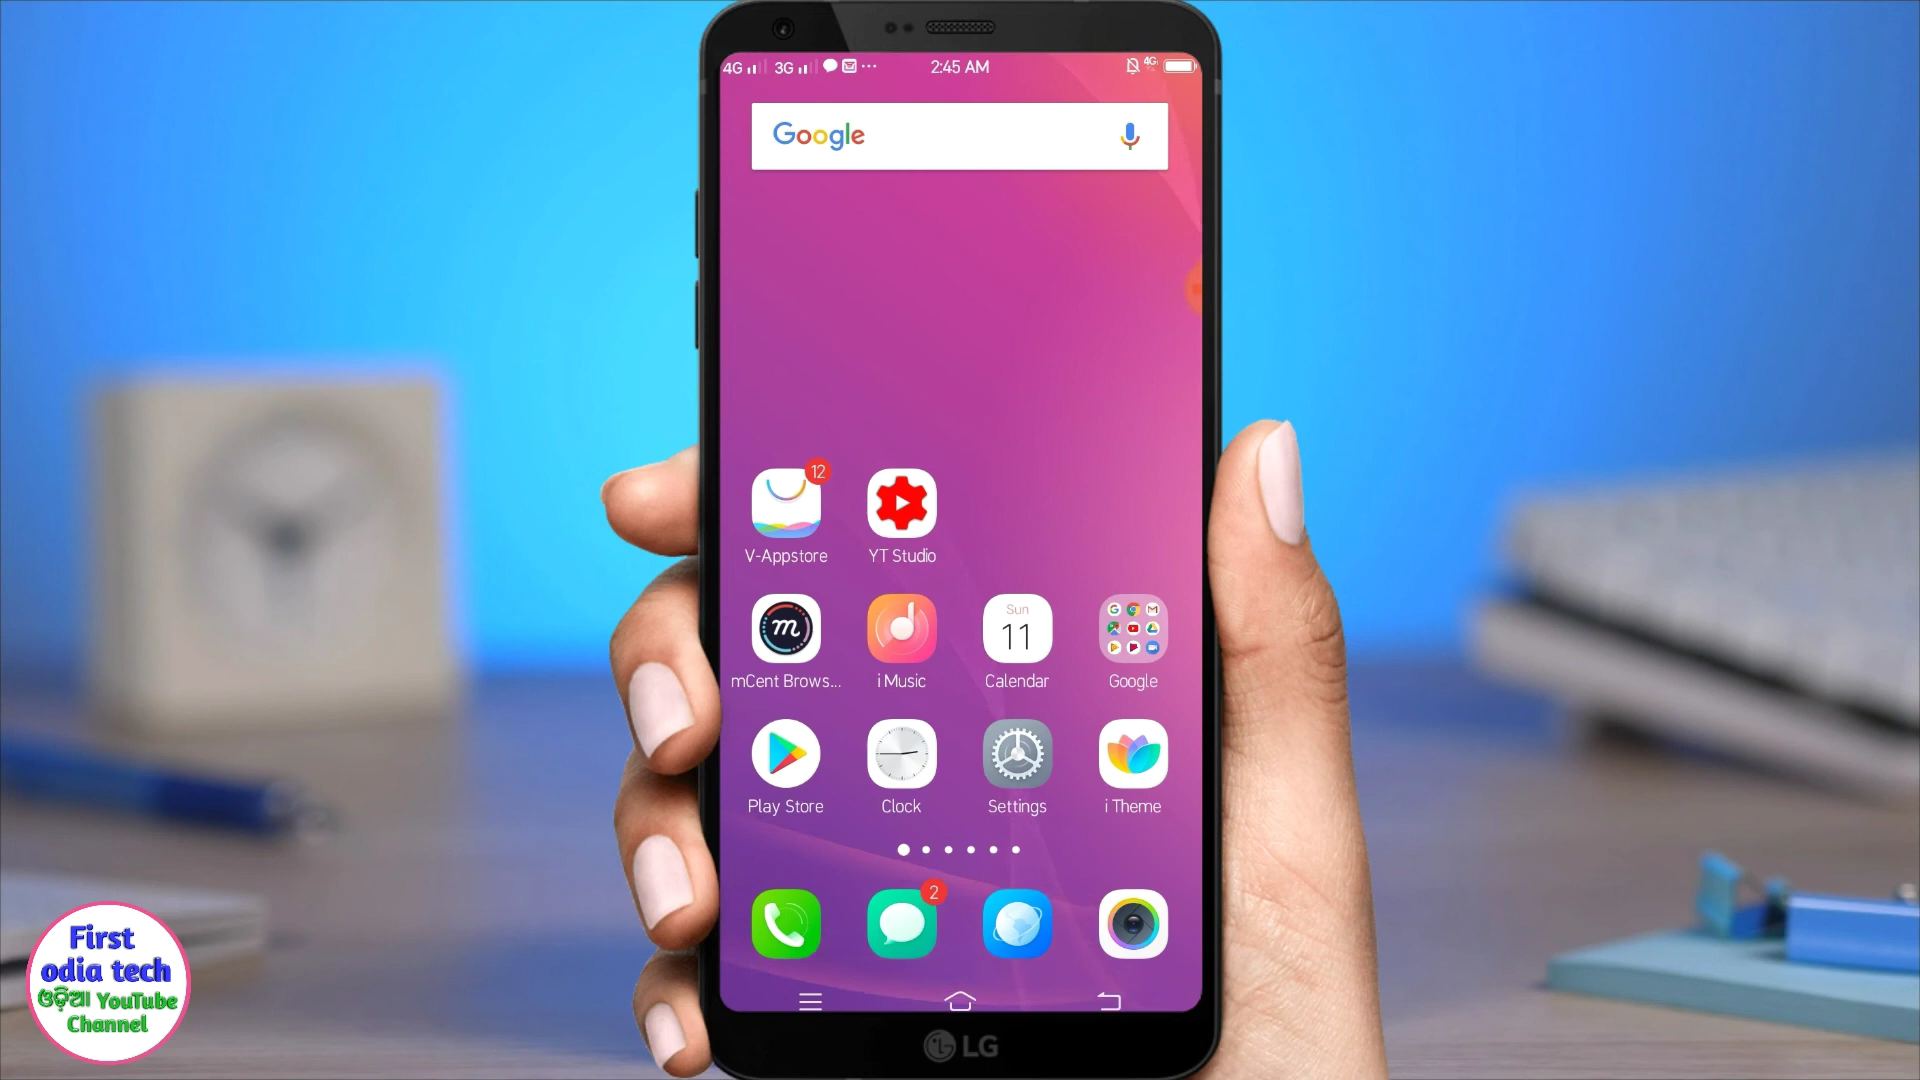 4G 3G 2:45 AM 4G
Google
12
V-Appstore YT Studio
m Sun 11
mCent Brows... i Music Calendar Google
Play Store Clock Settings i Theme
2
LG
First
odia tech
ଓଡ଼ିଆ YouTube
Channel